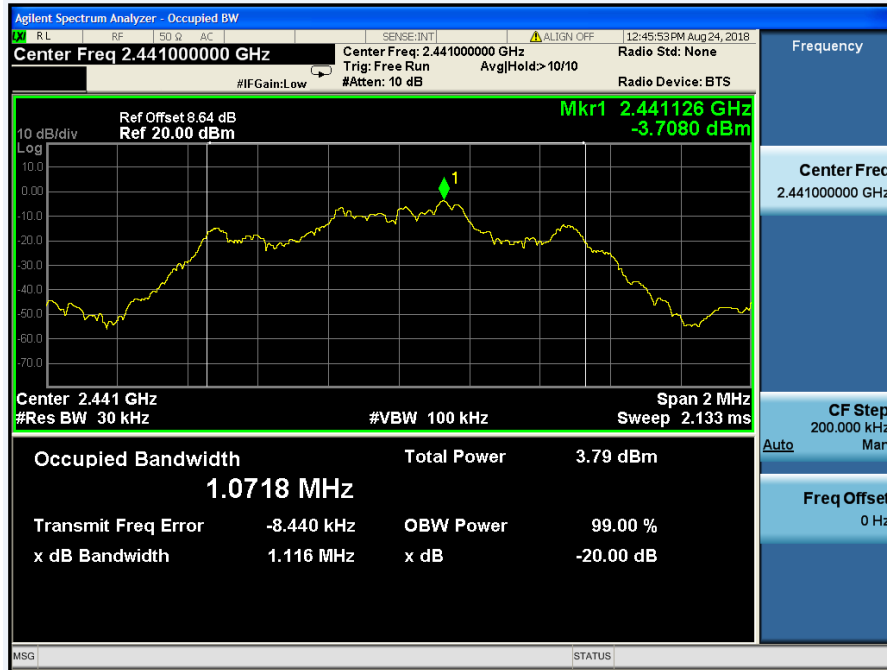 Agilent Spectrum Analyzer - Occupied BW
LXI RL RF 50 Ω AC SENSE:INT ALIGN OFF 12:45:53 PM Aug 24, 2018
Center Freq 2.441000000 GHz
Center Freq: 2.441000000 GHz Radio Std: None
Trig: Free Run Avg|Hold:>10/10
#IFGain:Low #Atten: 10 dB Radio Device: BTS
Mkr1 2.441126 GHz
-3.7080 dBm
Ref Offset 8.64 dB
10 dB/div Ref 20.00 dBm
Log
10.0
0.00
-10.0
-20.0
-30.0
-40.0
-50.0
-60.0
-70.0
1
Center 2.441 GHz Span 2 MHz
#Res BW 30 kHz #VBW 100 kHz Sweep 2.133 ms
Occupied Bandwidth Total Power 3.79 dBm
1.0718 MHz
Transmit Freq Error -8.440 kHz OBW Power 99.00 %
x dB Bandwidth 1.116 MHz x dB -20.00 dB
MSG STATUS
Frequency
Center Freq
2.441000000 GHz
CF Step
200.000 kHz
Auto Man
Freq Offset
0 Hz